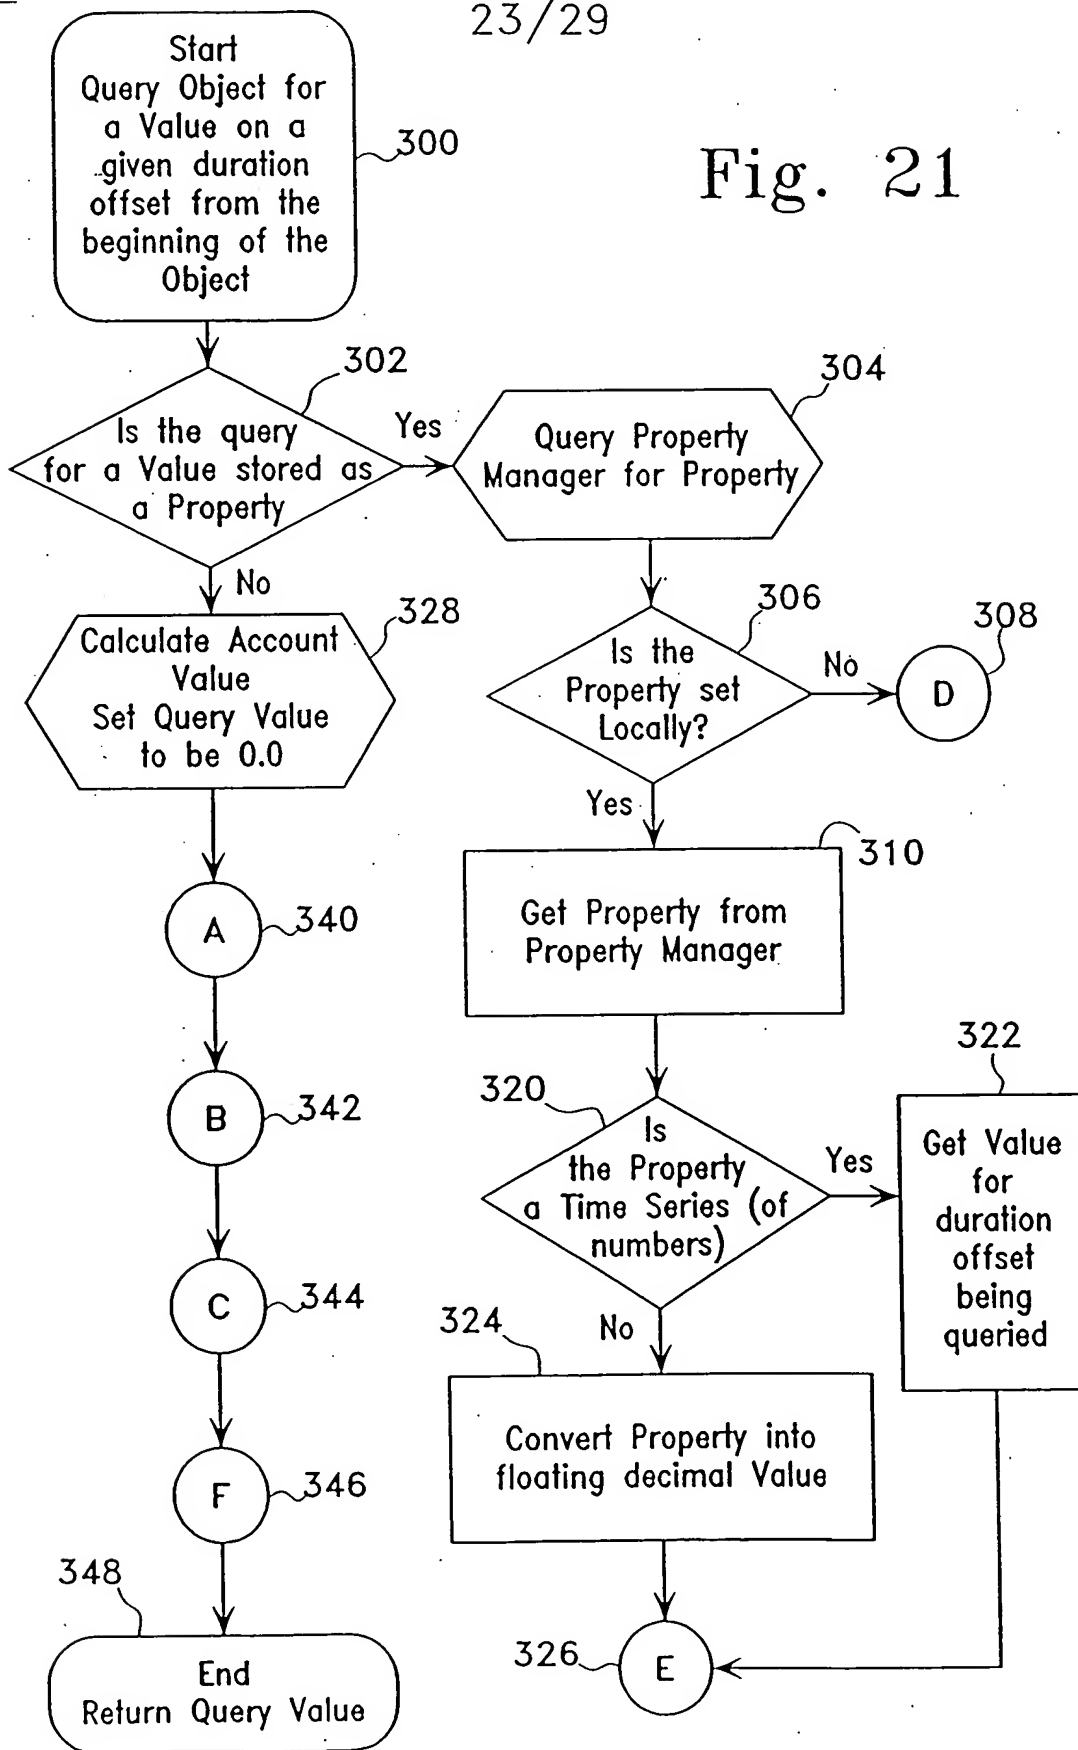 23/29
Fig. 21
Start
Query Object for
a Value on a
given duration
offset from the
beginning of the
Object
300
302
Is the query
for a Value stored as
a Property
Yes
No
304
Query Property
Manager for Property
306
Is the
Property set
Locally?
No
308
D
Yes
328
Calculate Account
Value
Set Query Value
to be 0.0
310
Get Property from
Property Manager
A
340
B
342
C
344
F
346
320
Is
the Property
a Time Series (of
numbers)
Yes
322
Get Value
for
duration
offset
being
queried
No
324
Convert Property into
floating decimal Value
326
E
348
End
Return Query Value